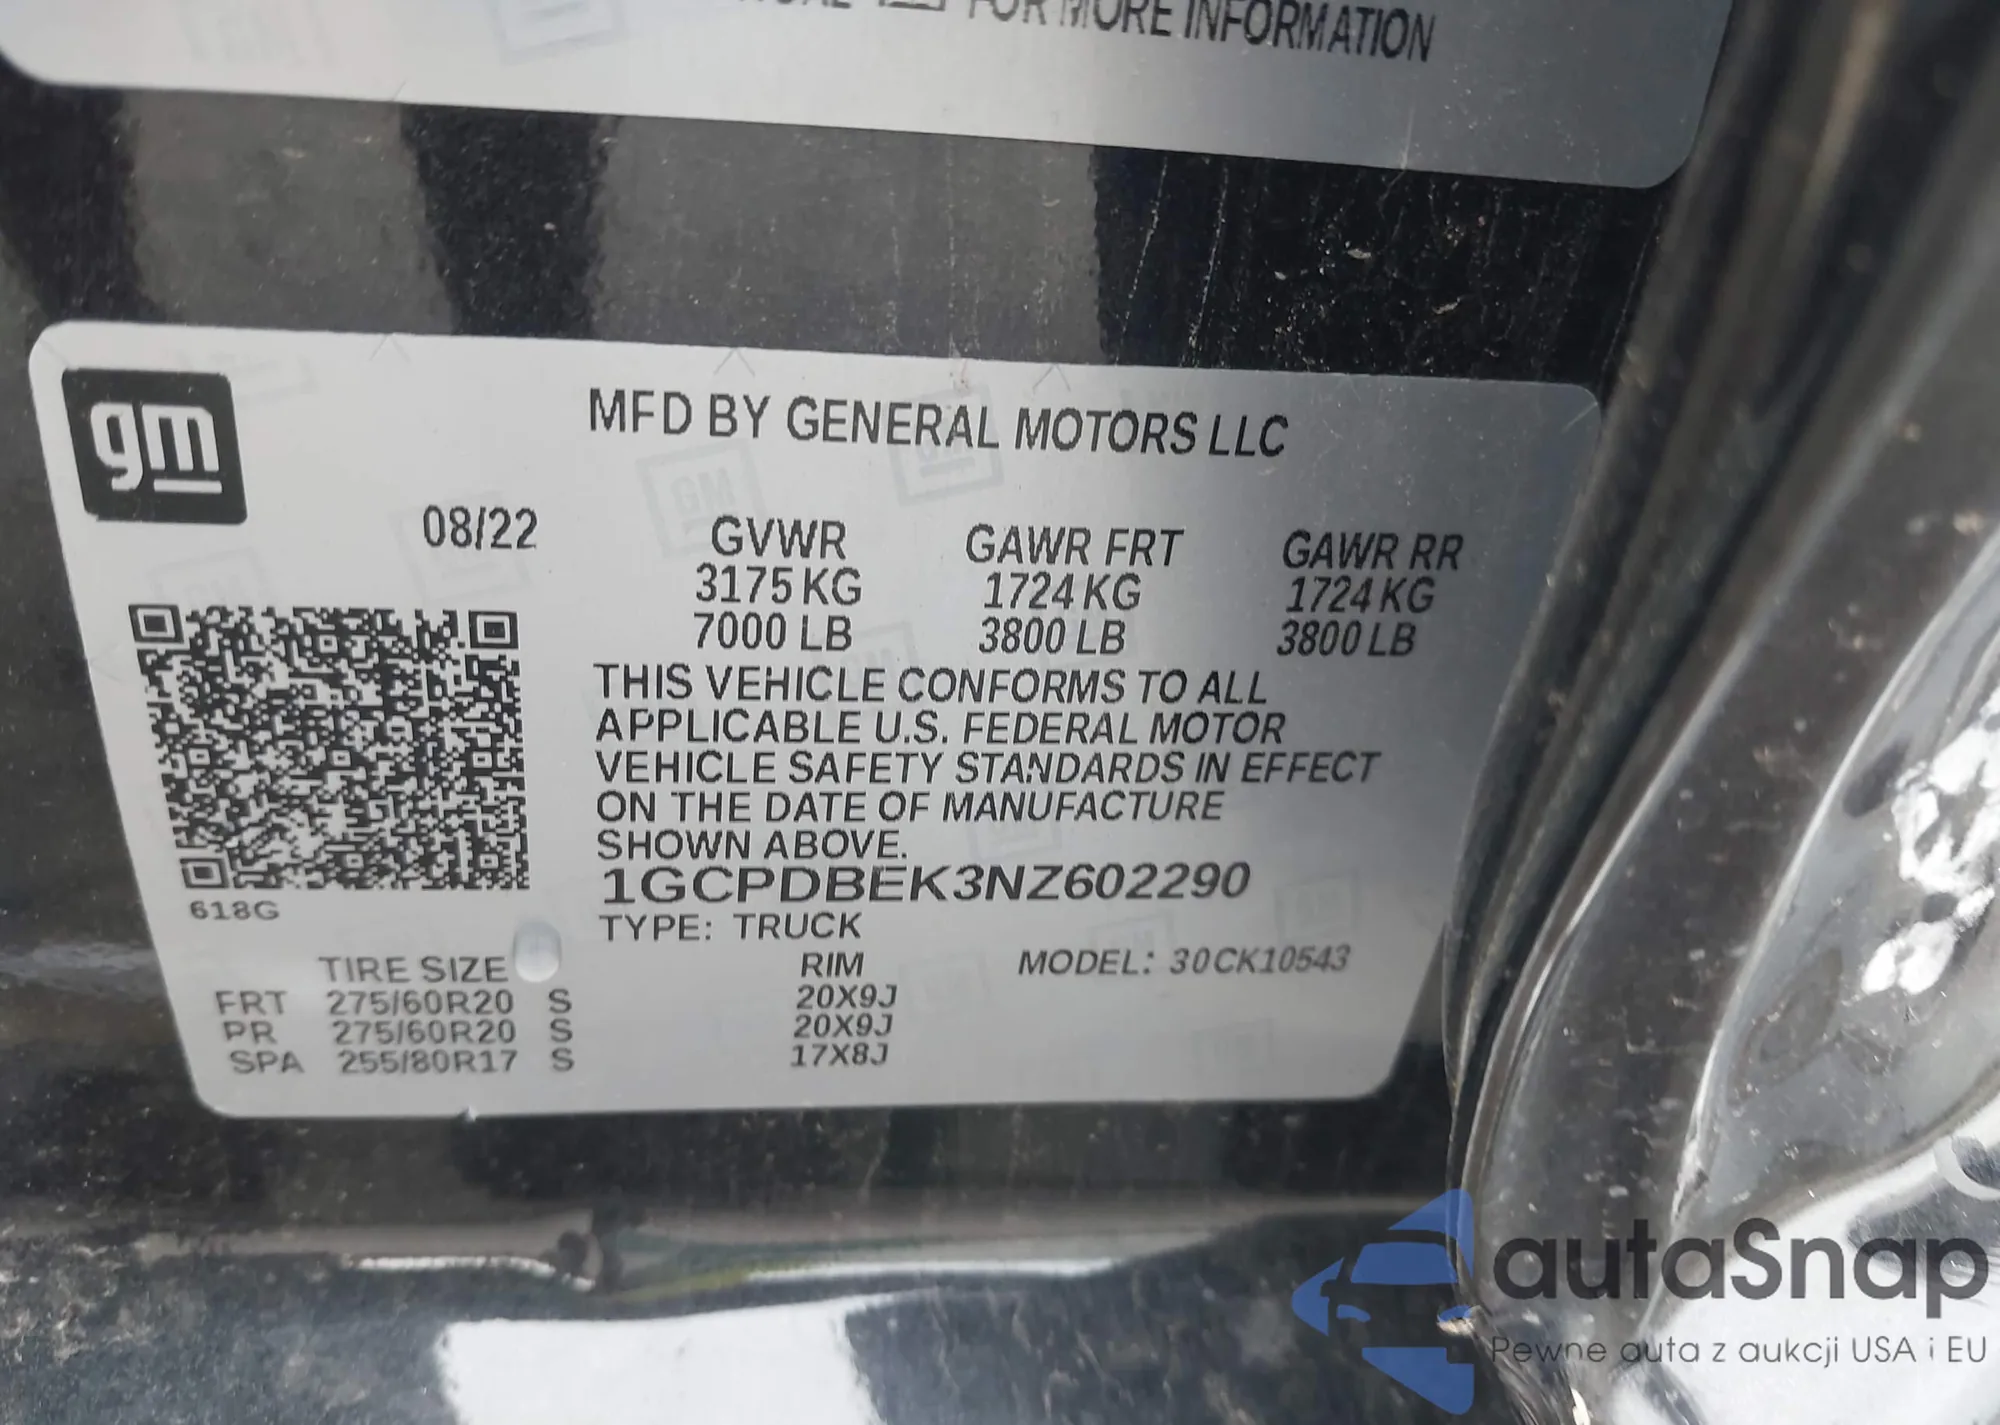 FOR MORE INFORMATION
gm
MFD BY GENERAL MOTORS LLC
08/22
GVWR GAWR FRT GAWR RR
3175 KG 1724 KG 1724 KG
7000 LB 3800 LB 3800 LB
THIS VEHICLE CONFORMS TO ALL
APPLICABLE U.S. FEDERAL MOTOR
VEHICLE SAFETY STANDARDS IN EFFECT
ON THE DATE OF MANUFACTURE
SHOWN ABOVE.
1GCPDBEK3NZ602290
618G
TYPE: TRUCK
TIRE SIZE RIM MODEL: 30CK10543
FRT 275/60R20 S 20X9J
PR 275/60R20 S 20X9J
SPA 255/80R17 S 17X8J
autaSnap
Pewne auta z aukcji USA i EU